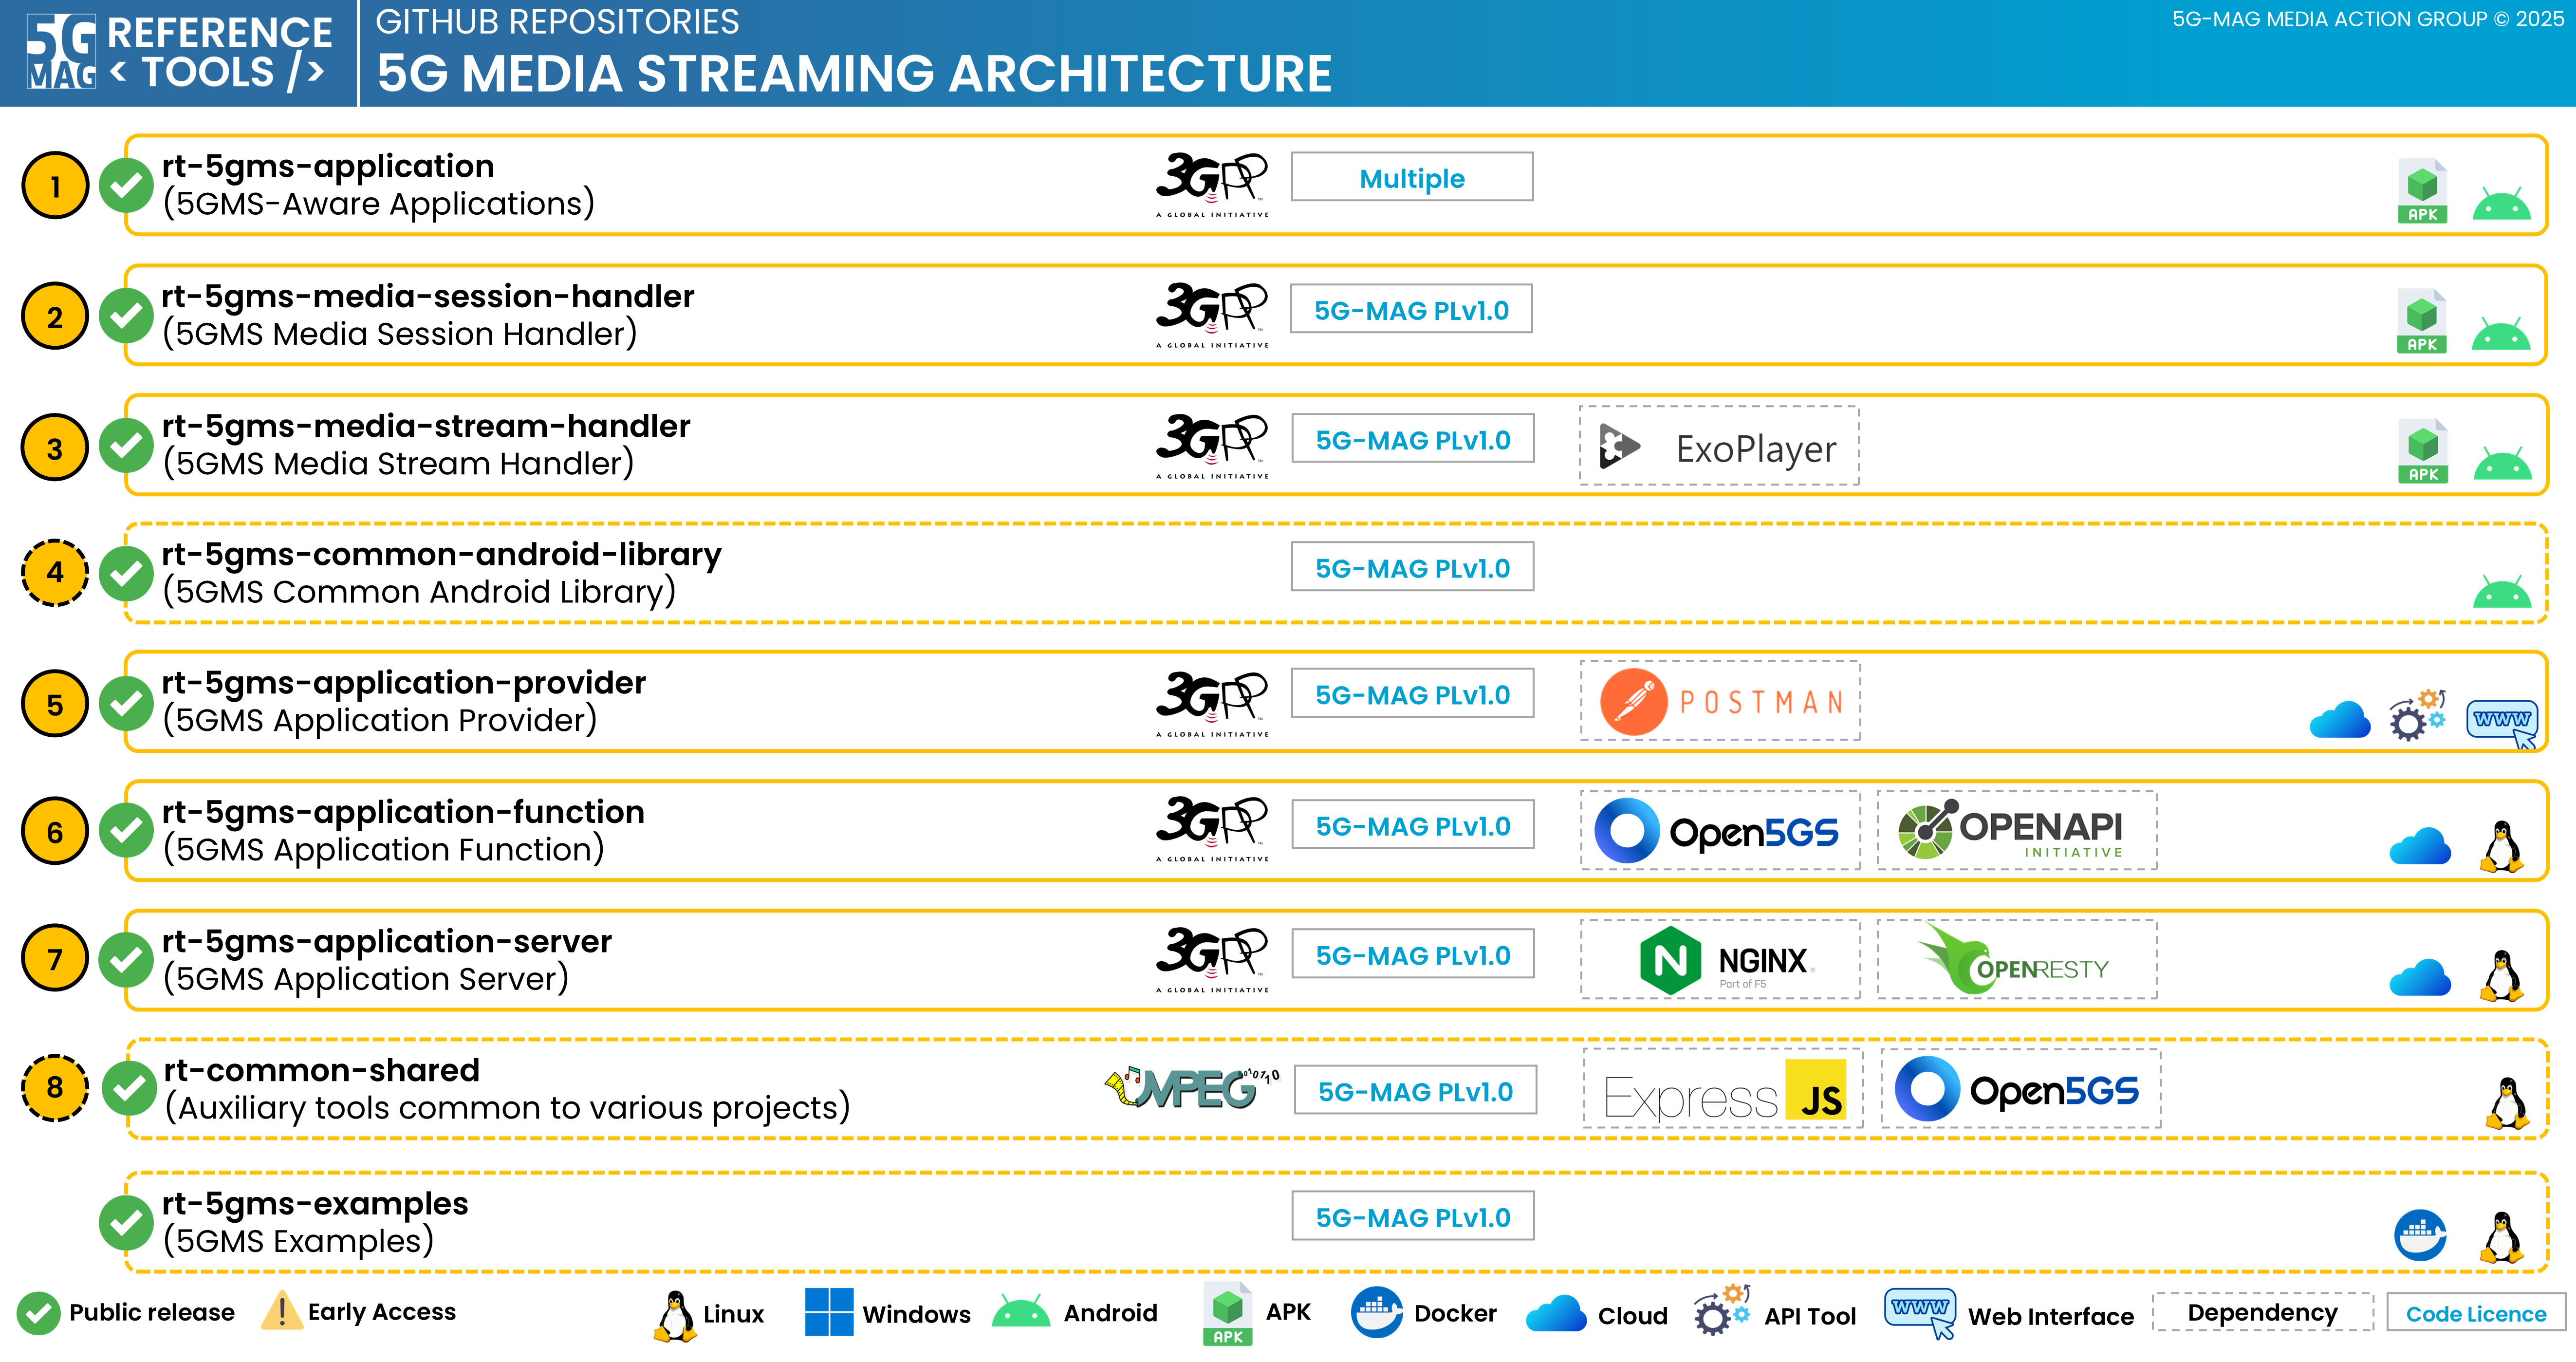 5G MAG
REFERENCE
< TOOLS />
GITHUB REPOSITORIES
5G MEDIA STREAMING ARCHITECTURE
5G-MAG MEDIA ACTION GROUP © 2025
1
rt-5gms-application
(5GMS-Aware Applications)
3GPP™
A GLOBAL INITIATIVE
Multiple
APK
2
rt-5gms-media-session-handler
(5GMS Media Session Handler)
3GPP™
A GLOBAL INITIATIVE
5G-MAG PLv1.0
APK
3
rt-5gms-media-stream-handler
(5GMS Media Stream Handler)
3GPP™
A GLOBAL INITIATIVE
5G-MAG PLv1.0
ExoPlayer
APK
4
rt-5gms-common-android-library
(5GMS Common Android Library)
5G-MAG PLv1.0
5
rt-5gms-application-provider
(5GMS Application Provider)
3GPP™
A GLOBAL INITIATIVE
5G-MAG PLv1.0
POSTMAN
www
6
rt-5gms-application-function
(5GMS Application Function)
3GPP™
A GLOBAL INITIATIVE
5G-MAG PLv1.0
Open5GS
OPENAPI
INITIATIVE
7
rt-5gms-application-server
(5GMS Application Server)
3GPP™
A GLOBAL INITIATIVE
5G-MAG PLv1.0
NGINX
Part of F5
OPENRESTY
8
rt-common-shared
(Auxiliary tools common to various projects)
MPEG
5G-MAG PLv1.0
Express JS
Open5GS
rt-5gms-examples
(5GMS Examples)
5G-MAG PLv1.0
Public release
Early Access
Linux
Windows
Android
APK
APK
Docker
Cloud
API Tool
www
Web Interface
Dependency
Code Licence